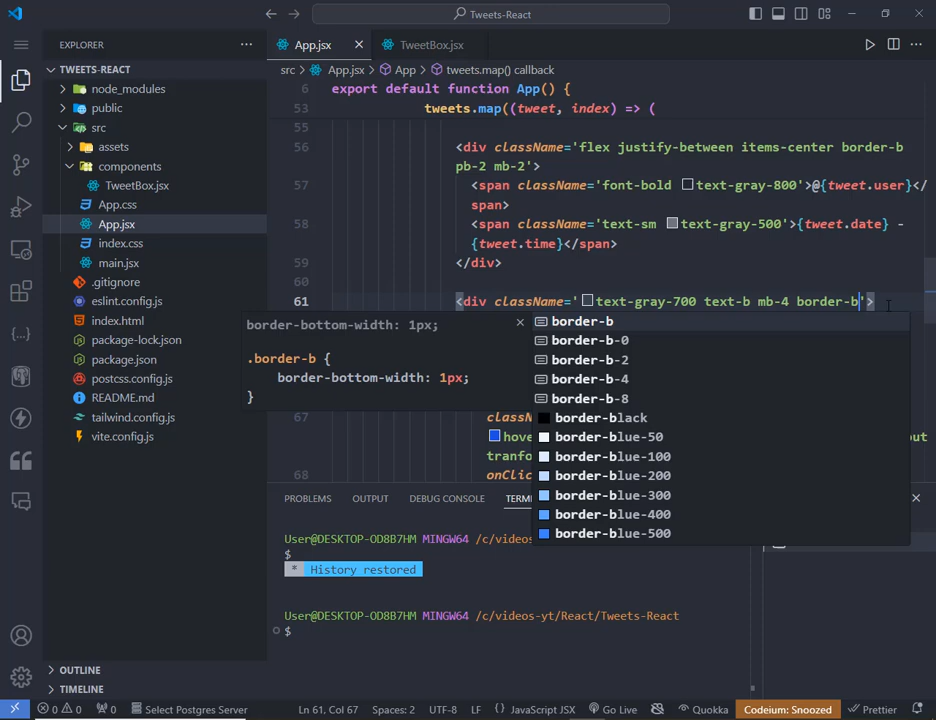 Tweets-React
EXPLORER
TWEETS-REACT
node_modules
public
src
assets
components
TweetBox.jsx
App.css
App.jsx
index.css
main.jsx
.gitignore
eslint.config.js
index.html
package-lock.json
package.json
postcss.config.js
README.md
tailwind.config.js
vite.config.js
OUTLINE
TIMELINE
App.jsx
TweetBox.jsx
src > App.jsx > App > tweets.map() callback
6 export default function App() {
53 tweets.map((tweet, index) => (
55
56 <div className='flex justify-between items-center border-b
pb-2 mb-2'>
57 <span className='font-bold text-gray-800'>@{tweet.user}</
span>
58 <span className='text-sm text-gray-500'>{tweet.date} -
{tweet.time}</span>
59 </div>
60
61 <div className='text-gray-700 text-b mb-4 border-b'>
border-bottom-width: 1px;
.border-b {
border-bottom-width: 1px;
}
border-b
border-b-0
border-b-2
border-b-4
border-b-8
border-black
border-blue-50
border-blue-100
border-blue-200
border-blue-300
border-blue-400
border-blue-500
67 class
hove
out
tranfo
68 onClic
PROBLEMS OUTPUT DEBUG CONSOLE TERM
User@DESKTOP-OD8B7HM MINGW64 /c/videos-
$
* History restored
User@DESKTOP-OD8B7HM MINGW64 /c/videos-yt/React/Tweets-React
$
0 0 0 Select Postgres Server Ln 61, Col 67 Spaces: 2 UTF-8 LF {} JavaScript JSX Go Live Quokka Codeium: Snoozed Prettier